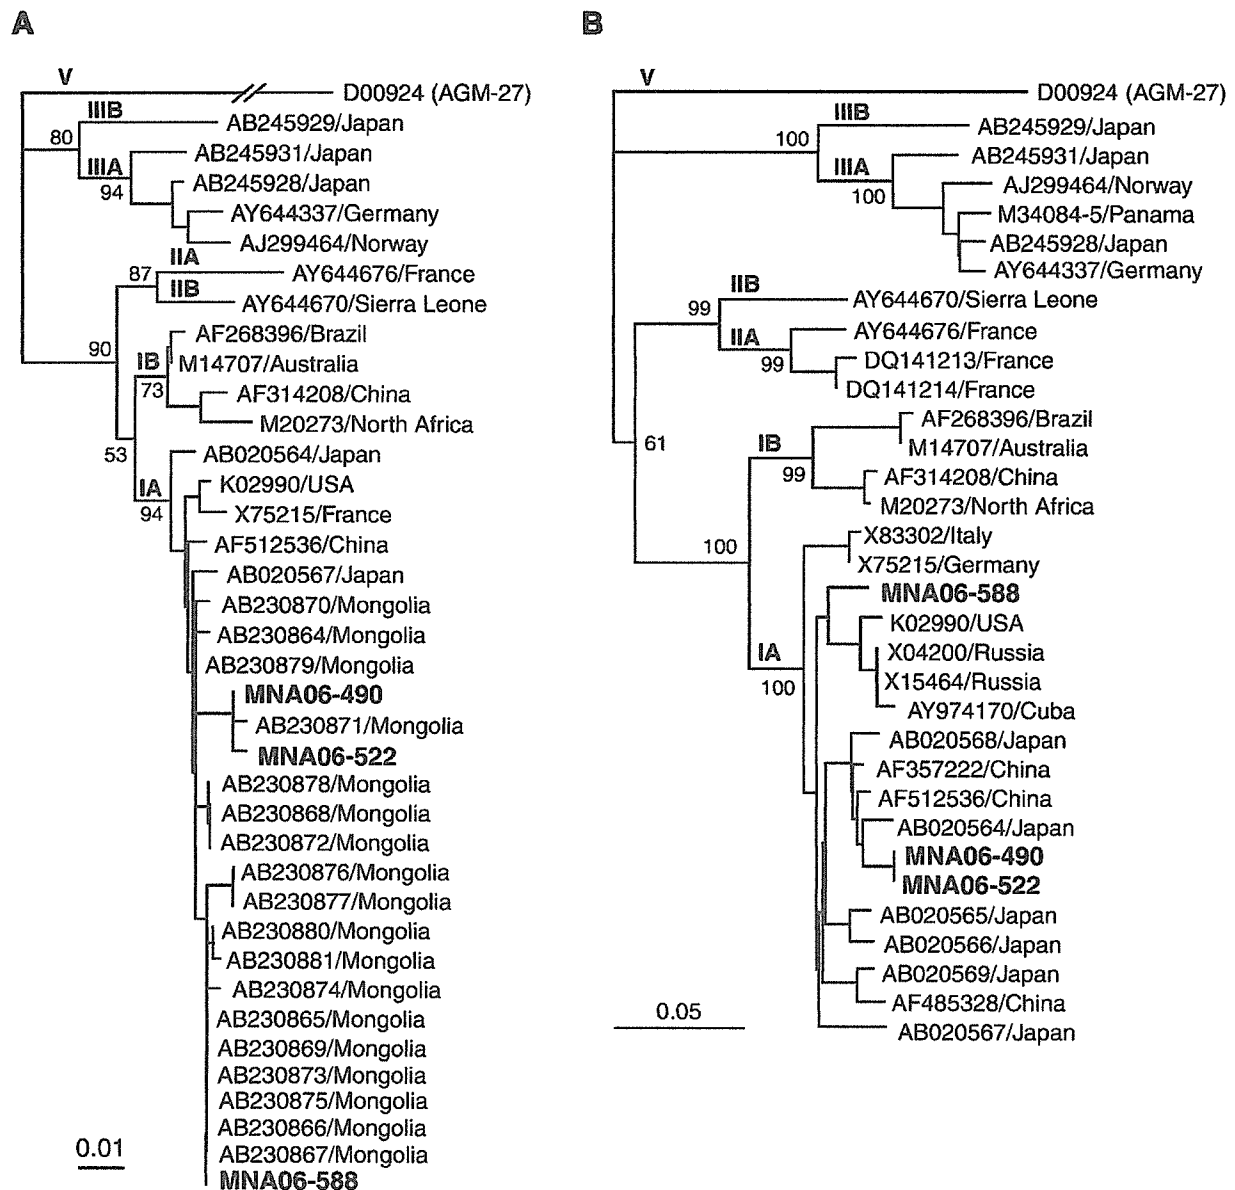 A
V
D00924 (AGM-27)
IIIB
AB245929/Japan
80
AB245931/Japan
IIIA
94
AB245928/Japan
AY644337/Germany
AJ299464/Norway
IIA
87
AY644676/France
IIB
AY644670/Sierra Leone
AF268396/Brazil
90
IB
M14707/Australia
73
AF314208/China
M20273/North Africa
53
AB020564/Japan
IA
K02990/USA
94
X75215/France
AF512536/China
AB020567/Japan
AB230870/Mongolia
AB230864/Mongolia
AB230879/Mongolia
MNA06-490
AB230871/Mongolia
MNA06-522
AB230878/Mongolia
AB230868/Mongolia
AB230872/Mongolia
AB230876/Mongolia
AB230877/Mongolia
AB230880/Mongolia
AB230881/Mongolia
AB230874/Mongolia
AB230865/Mongolia
AB230869/Mongolia
AB230873/Mongolia
AB230875/Mongolia
AB230866/Mongolia
AB230867/Mongolia
MNA06-588
0.01
B
V
D00924 (AGM-27)
IIIB
AB245929/Japan
100
AB245931/Japan
IIIA
100
AJ299464/Norway
M34084-5/Panama
AB245928/Japan
AY644337/Germany
IIB
AY644670/Sierra Leone
99
AY644676/France
IIA
99
DQ141213/France
DQ141214/France
AF268396/Brazil
61
IB
M14707/Australia
99
AF314208/China
M20273/North Africa
X83302/Italy
100
X75215/Germany
MNA06-588
K02990/USA
IA
X04200/Russia
100
X15464/Russia
AY974170/Cuba
AB020568/Japan
AF357222/China
AF512536/China
AB020564/Japan
MNA06-490
MNA06-522
AB020565/Japan
AB020566/Japan
AB020569/Japan
AF485328/China
AB020567/Japan
0.05